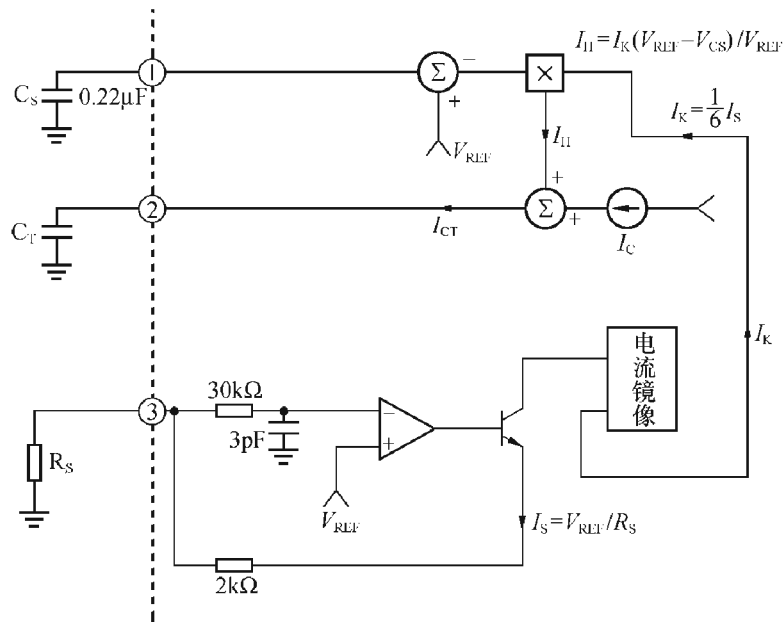 I_H=I_K(V_REF−V_CS)/V_REF
①
−
Σ
+
×
C_S
0.22μF
I_K=1/6 I_S
V_REF
I_H
+
②
Σ
+
C_T
I_CT
I_C
电流镜像
I_K
30kΩ
③
3pF
−
+
R_S
V_REF
I_S=V_REF/R_S
2kΩ